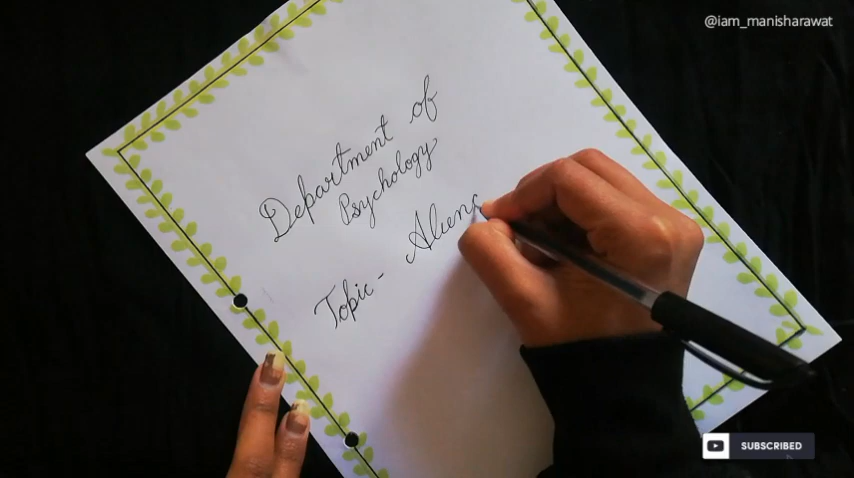 @iam_manisharawat
Department of
Psychology
Topic-
SUBSCRIBED